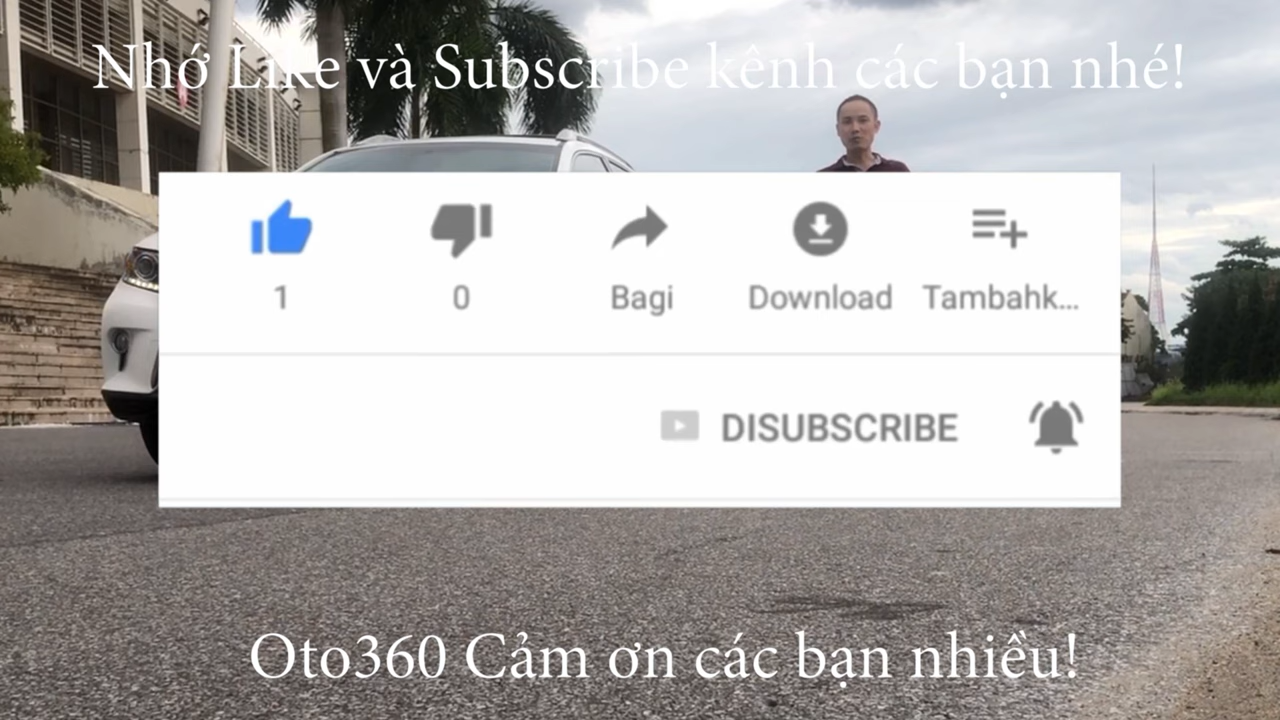 Nhớ Like và Subscribe kênh các bạn nhé!
1 0 Bagi Download Tambahk...
DISUBSCRIBE
Oto360 Cảm ơn các bạn nhiều!